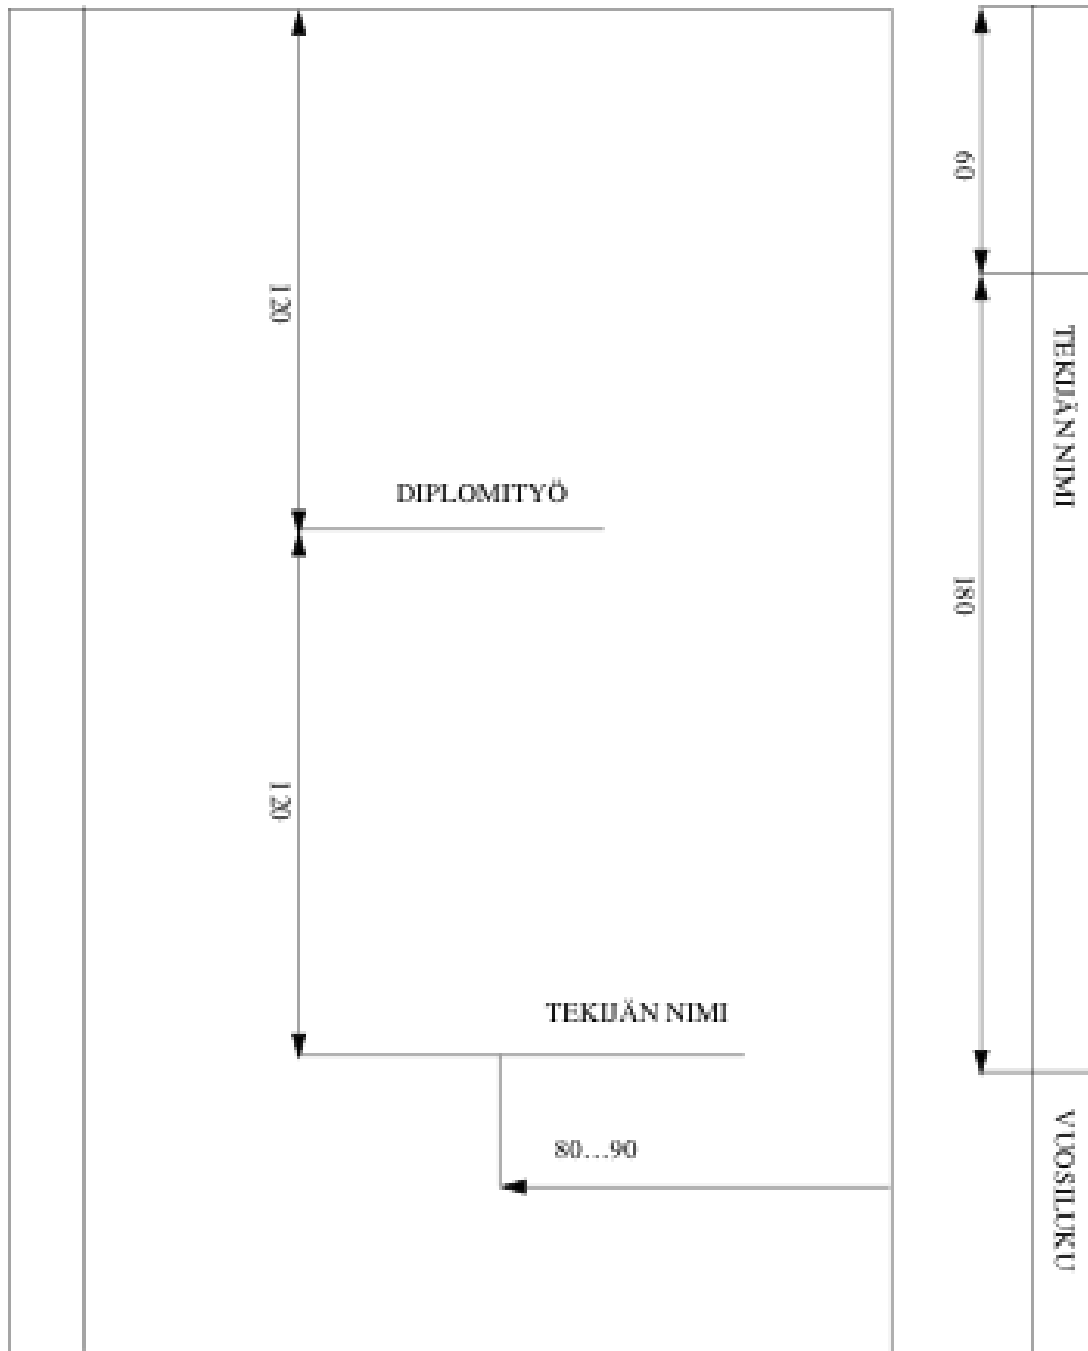 60
120
TEKIJÄN NIMI
DIPLOMITYÖ
180
120
TEKIJÄN NIMI
80...90
VUOSILUKU